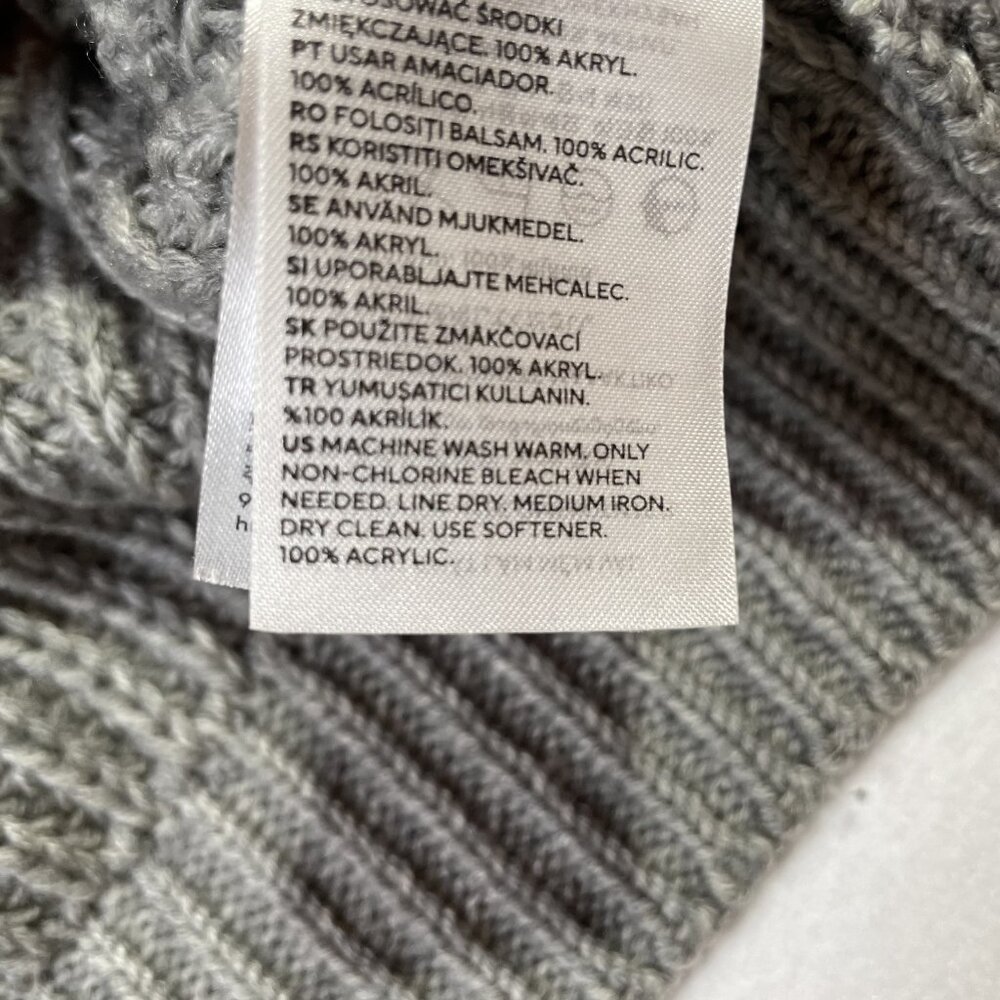 STOSOWAĆ ŚRODKI
ZMIĘKCZAJĄCE. 100% AKRYL.
PT USAR AMACIADOR.
100% ACRÍLICO.
RO FOLOSIȚI BALSAM. 100% ACRILIC.
RS KORISTITI OMEKŠIVAČ.
100% AKRIL.
SE ANVÄND MJUKMEDEL.
100% AKRYL.
SI UPORABLJAJTE MEHČALEC.
100% AKRIL.
SK POUŽITE ZMÄKČOVACÍ
PROSTRIEDOK. 100% AKRYL.
TR YUMUŞATICI KULLANIN.
%100 AKRİLİK.
US MACHINE WASH WARM. ONLY
NON-CHLORINE BLEACH WHEN
NEEDED. LINE DRY. MEDIUM IRON.
DRY CLEAN. USE SOFTENER.
100% ACRYLIC.